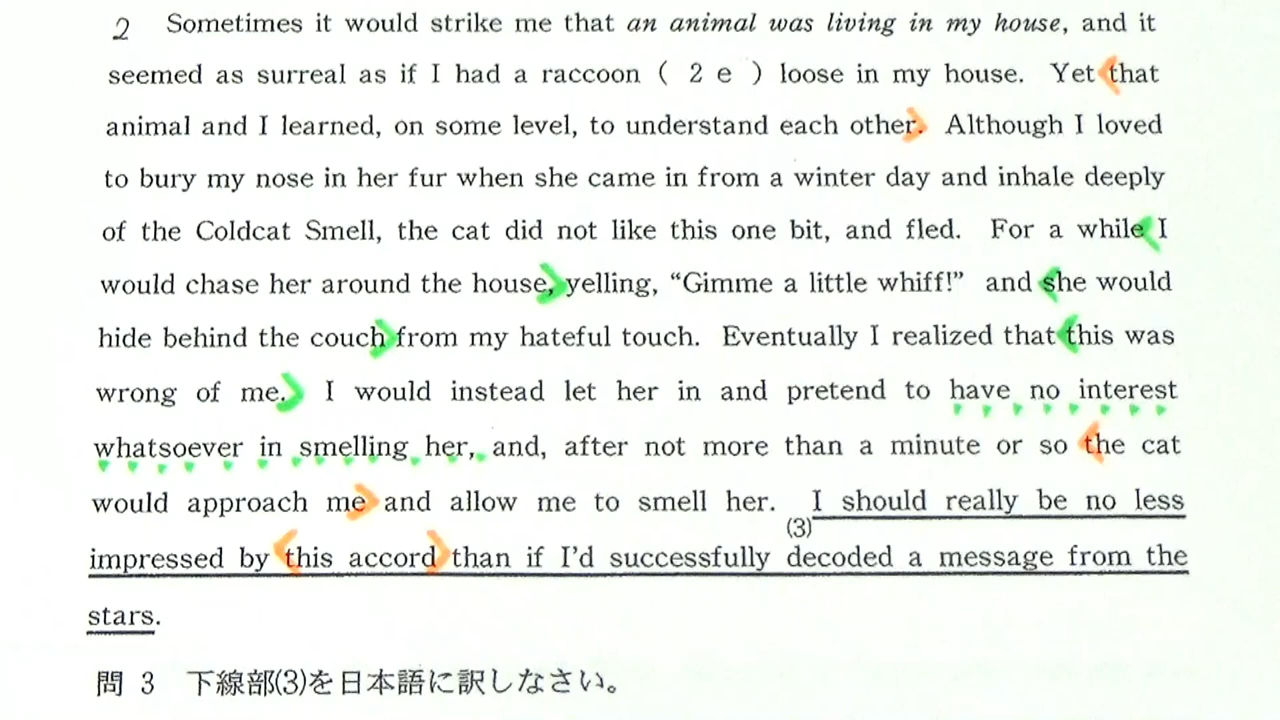 2 Sometimes it would strike me that an animal was living in my house, and it
seemed as surreal as if I had a raccoon ( 2 e ) loose in my house. Yet that
animal and I learned, on some level, to understand each other. Although I loved
to bury my nose in her fur when she came in from a winter day and inhale deeply
of the Coldcat Smell, the cat did not like this one bit, and fled. For a while I
would chase her around the house, yelling, “Gimme a little whiff!” and she would
hide behind the couch from my hateful touch. Eventually I realized that this was
wrong of me. I would instead let her in and pretend to have no interest
whatsoever in smelling her, and, after not more than a minute or so the cat
would approach me and allow me to smell her. I should really be no less
(3)
impressed by this accord than if I’d successfully decoded a message from the
stars.
問 3 下線部(3)を日本語に訳しなさい。